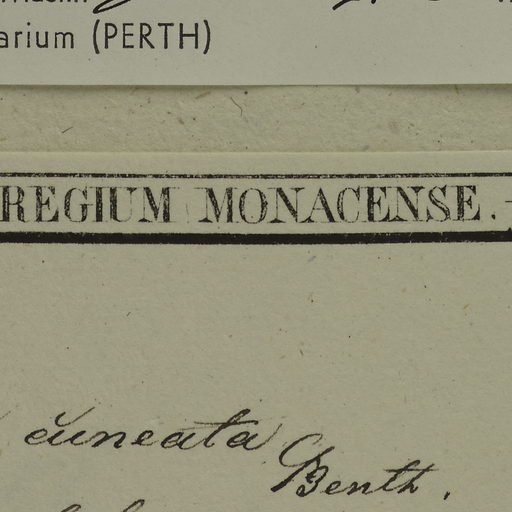 arium (PERTH)
REGIUM MONACENSE.
cuneata
Benth.